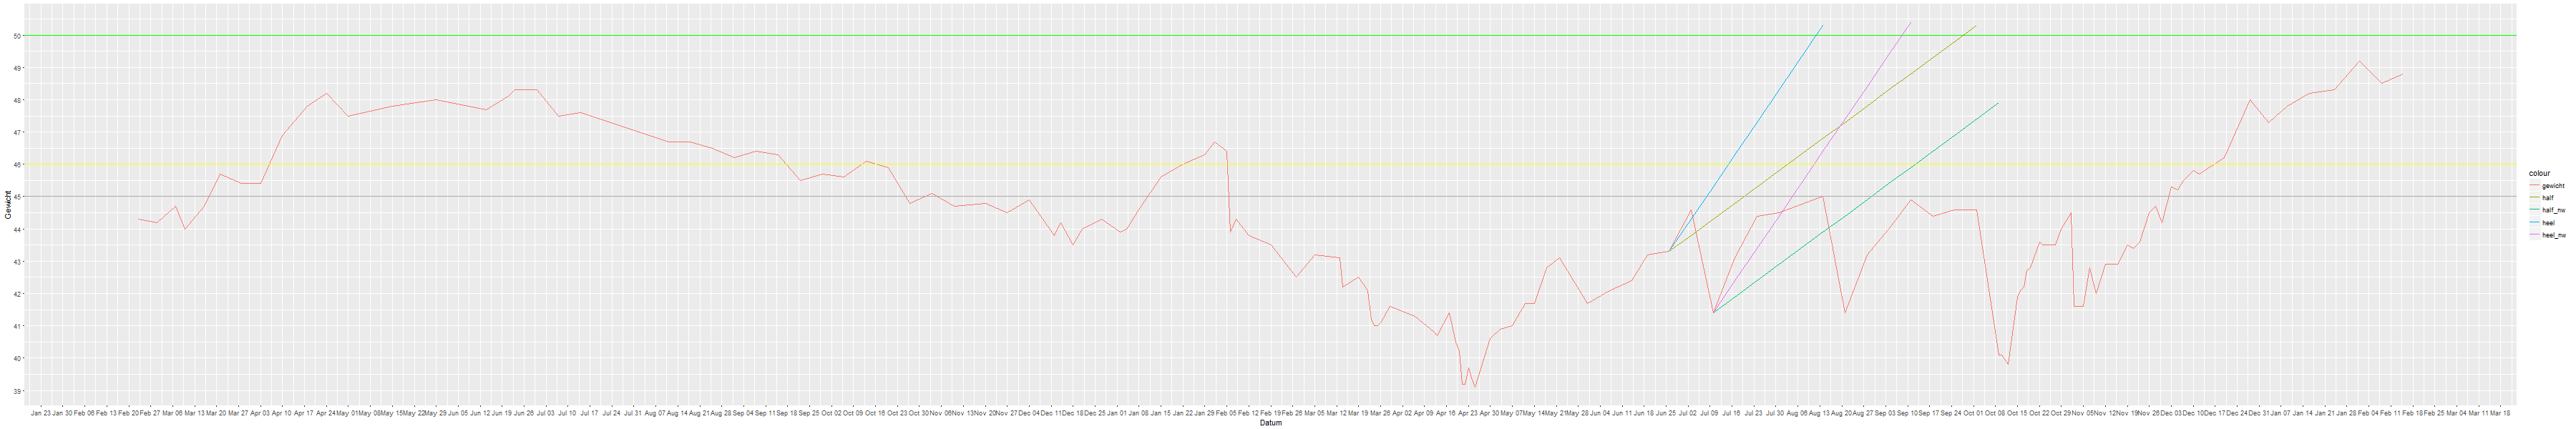 Gewicht
50
49
48
47
46
45
44
43
42
41
40
39
Jan 23 Jan 30 Feb 06 Feb 13 Feb 20 Feb 27 Mar 06 Mar 13 Mar 20 Mar 27 Apr 03 Apr 10 Apr 17 Apr 24 May 01 May 08 May 15 May 22 May 29 Jun 05 Jun 12 Jun 19 Jun 26 Jul 03 Jul 10 Jul 17 Jul 24 Jul 31 Aug 07 Aug 14 Aug 21 Aug 28 Sep 04 Sep 11 Sep 18 Sep 25 Oct 02 Oct 09 Oct 16 Oct 23 Oct 30 Nov 06 Nov 13 Nov 20 Nov 27 Dec 04 Dec 11 Dec 18 Dec 25 Jan 01 Jan 08 Jan 15 Jan 22 Jan 29 Feb 05 Feb 12 Feb 19 Feb 26 Mar 05 Mar 12 Mar 19 Mar 26 Apr 02 Apr 09 Apr 16 Apr 23 Apr 30 May 07 May 14 May 21 May 28 Jun 04 Jun 11 Jun 18 Jun 25 Jul 02 Jul 09 Jul 16 Jul 23 Jul 30 Aug 06 Aug 13 Aug 20 Aug 27 Sep 03 Sep 10 Sep 17 Sep 24 Oct 01 Oct 08 Oct 15 Oct 22 Oct 29 Nov 05 Nov 12 Nov 19 Nov 26 Dec 03 Dec 10 Dec 17 Dec 24 Dec 31 Jan 07 Jan 14 Jan 21 Jan 28 Feb 04 Feb 11 Feb 18 Feb 25 Mar 04 Mar 11 Mar 18
Datum
colour
gewicht
half
half_nw
heel
heel_nw